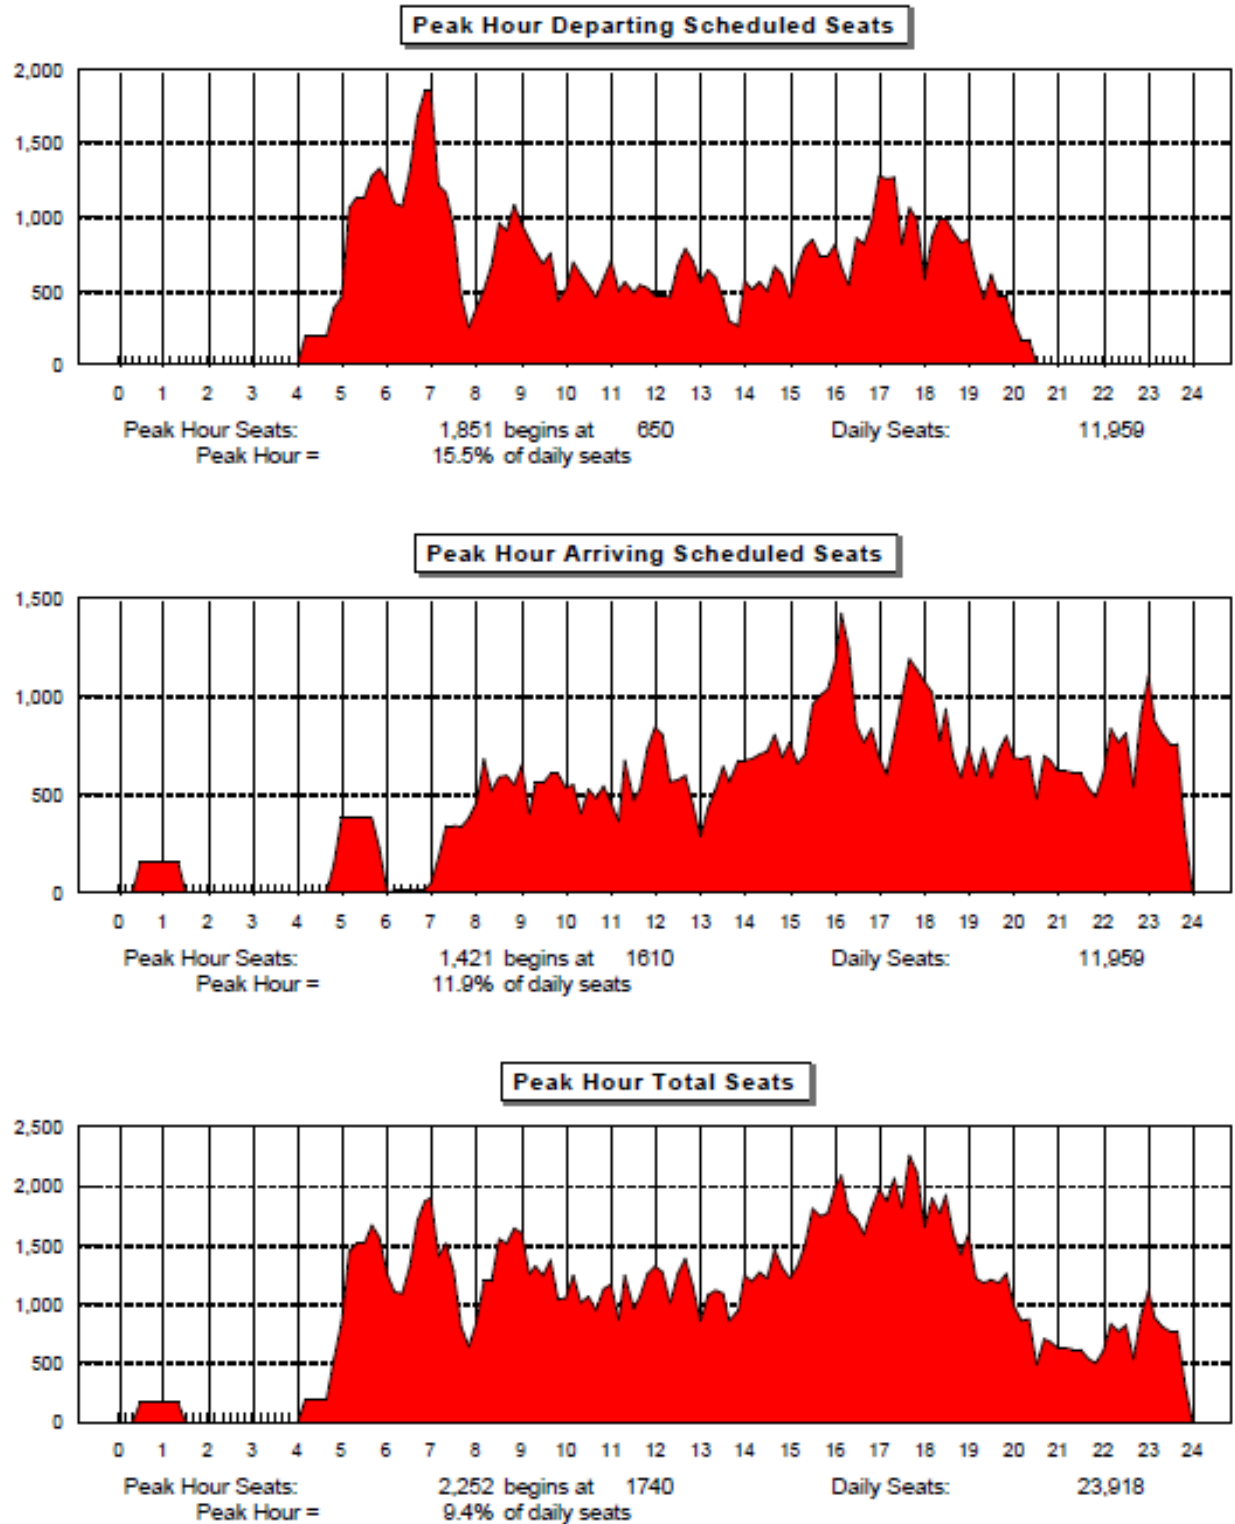 Peak Hour Departing Scheduled Seats
2,000
1,500
1,000
500
0
0 1 2 3 4 5 6 7 8 9 10 11 12 13 14 15 16 17 18 19 20 21 22 23 24
Peak Hour Seats: 1,851 begins at 650 Daily Seats: 11,959
Peak Hour = 15.5% of daily seats
Peak Hour Arriving Scheduled Seats
1,500
1,000
500
0
0 1 2 3 4 5 6 7 8 9 10 11 12 13 14 15 16 17 18 19 20 21 22 23 24
Peak Hour Seats: 1,421 begins at 1610 Daily Seats: 11,959
Peak Hour = 11.9% of daily seats
Peak Hour Total Seats
2,500
2,000
1,500
1,000
500
0
0 1 2 3 4 5 6 7 8 9 10 11 12 13 14 15 16 17 18 19 20 21 22 23 24
Peak Hour Seats: 2,252 begins at 1740 Daily Seats: 23,918
Peak Hour = 9.4% of daily seats